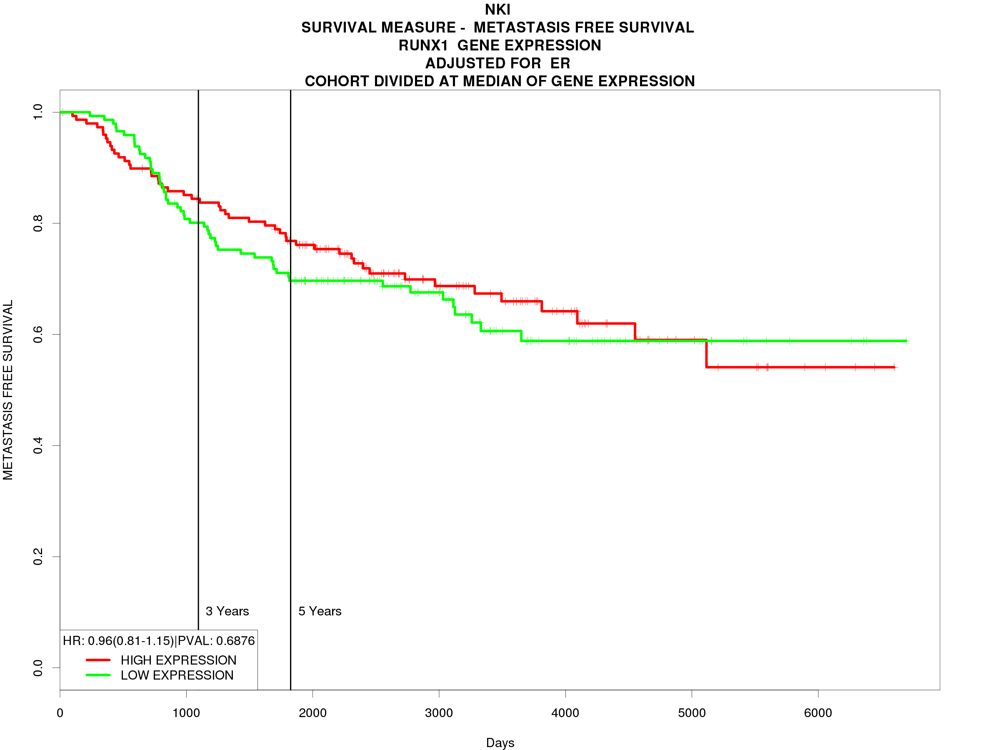 NKI
SURVIVAL MEASURE -  METASTASIS FREE SURVIVAL
RUNX1  GENE EXPRESSION
ADJUSTED FOR  ER
COHORT DIVIDED AT MEDIAN OF GENE EXPRESSION
METASTASIS FREE SURVIVAL
1.0
0.8
0.6
0.4
0.2
0.0
3 Years
5 Years
HR: 0.96(0.81-1.15)|PVAL: 0.6876
HIGH EXPRESSION
LOW EXPRESSION
0 1000 2000 3000 4000 5000 6000
Days